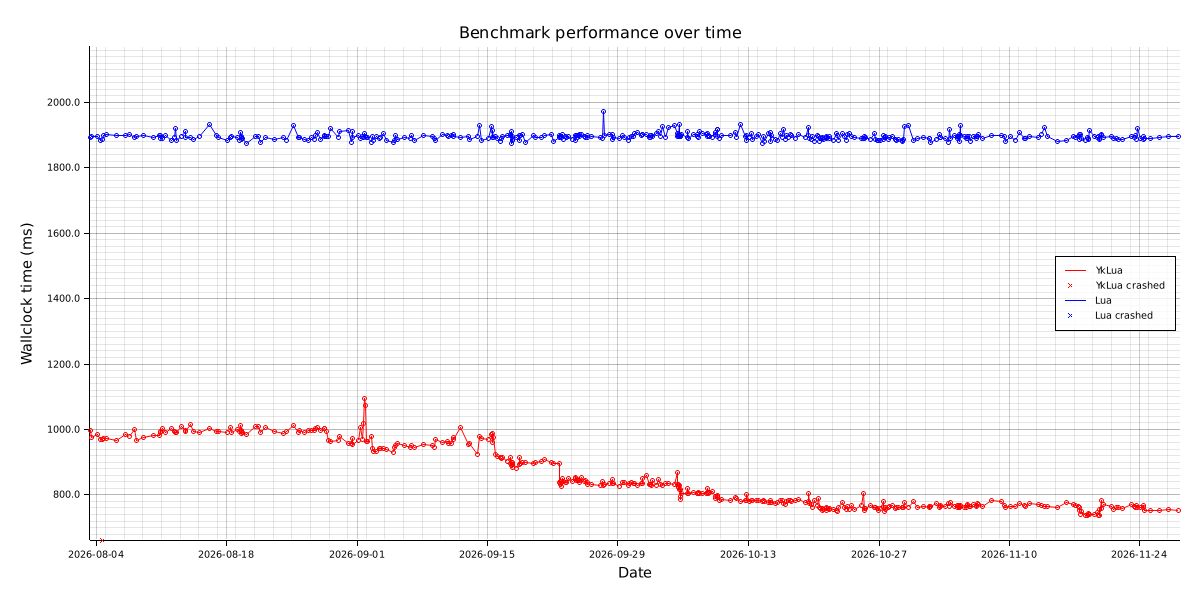 Benchmark performance over time
Wallclock time (ms)
2000.0
1800.0
1600.0
1400.0
1200.0
1000.0
800.0
YkLua
YkLua crashed
Lua
Lua crashed
2026-08-04 2026-08-18 2026-09-01 2026-09-15 2026-09-29 2026-10-13 2026-10-27 2026-11-10 2026-11-24
Date